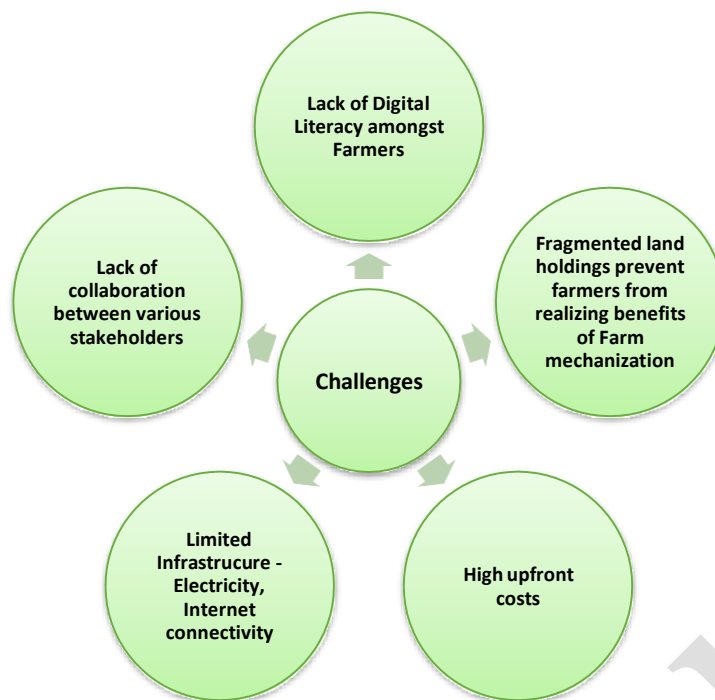 Lack of Digital
Literacy amongst
Farmers
Fragmented land
holdings prevent
farmers from
realizing benefits
of Farm
mechanization
High upfront
costs
Limited Infrastrucure -
Electricity,
Internet
connectivity
Lack of
collaboration
between various
stakeholders
Challenges